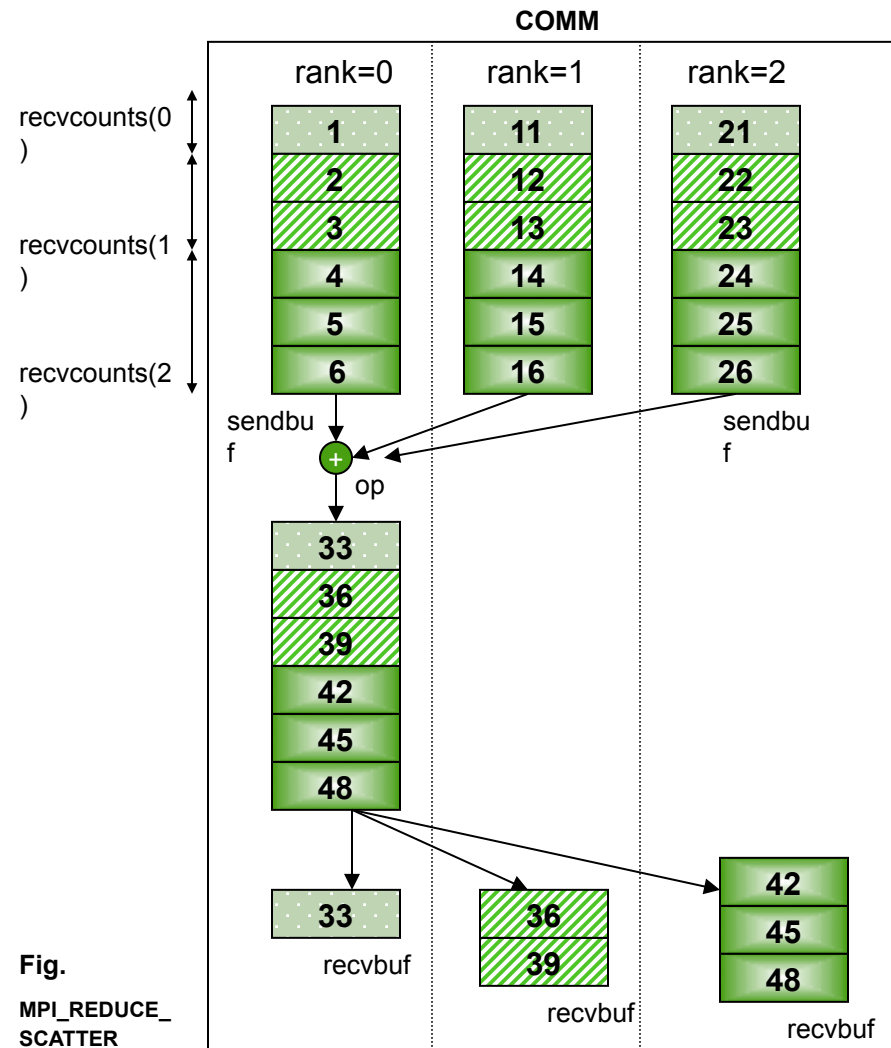 COMM
rank=0 rank=1 rank=2
recvcounts(0
)
recvcounts(1
)
recvcounts(2
)
1 11 21
2 12 22
3 13 23
4 14 24
5 15 25
6 16 26
sendbu
f
sendbu
f
+
op
33
36
39
42
45
48
33
recvbuf
36
39
recvbuf
42
45
48
recvbuf
Fig.
MPI_REDUCE_
SCATTER